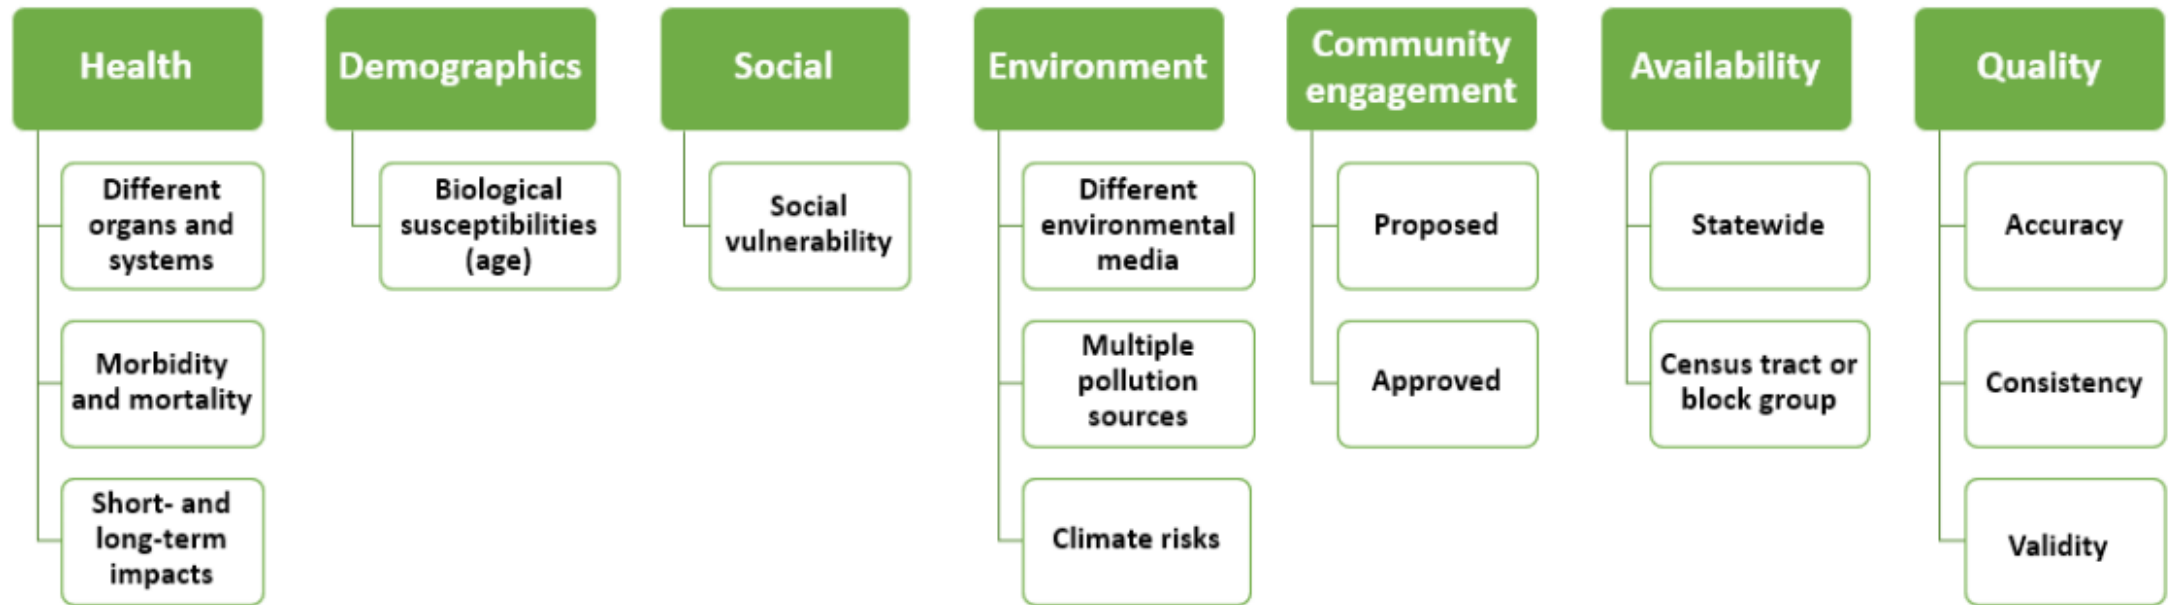 Health
Different
organs and
systems
Morbidity
and mortality
Short- and
long-term
impacts
Demographics
Biological
susceptibilities
(age)
Social
Social
vulnerability
Environment
Different
environmental
media
Multiple
pollution
sources
Climate risks
Community
engagement
Proposed
Approved
Availability
Statewide
Census tract or
block group
Quality
Accuracy
Consistency
Validity